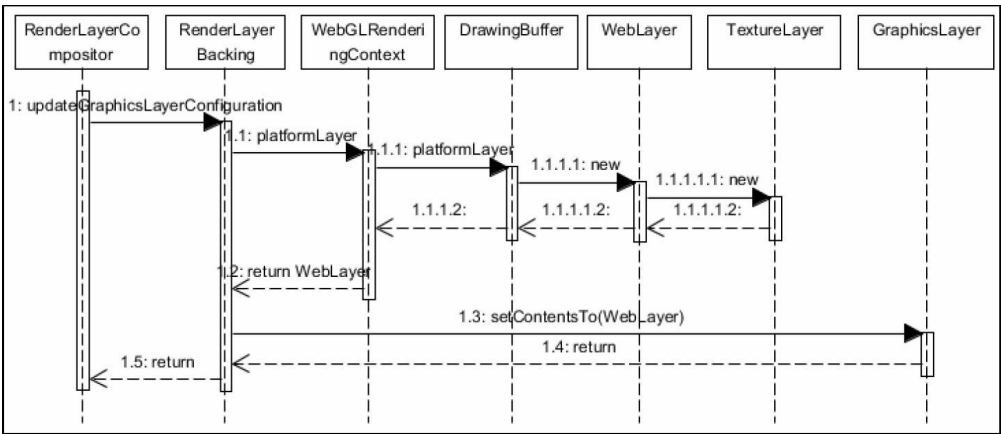 RenderLayerCo
mpositor
RenderLayer
Backing
WebGLRenderi
ngContext
DrawingBuffer
WebLayer
TextureLayer
GraphicsLayer
1: updateGraphicsLayerConfiguration
1.1: platformLayer
1.1.1: platformLayer
1.1.1.1: new
1.1.1.1.1: new
1.1.1.2:
1.1.1.1.2:
1.1.1.1.2:
1.2: return WebLayer
1.3: setContentsTo(WebLayer)
1.4: return
1.5: return